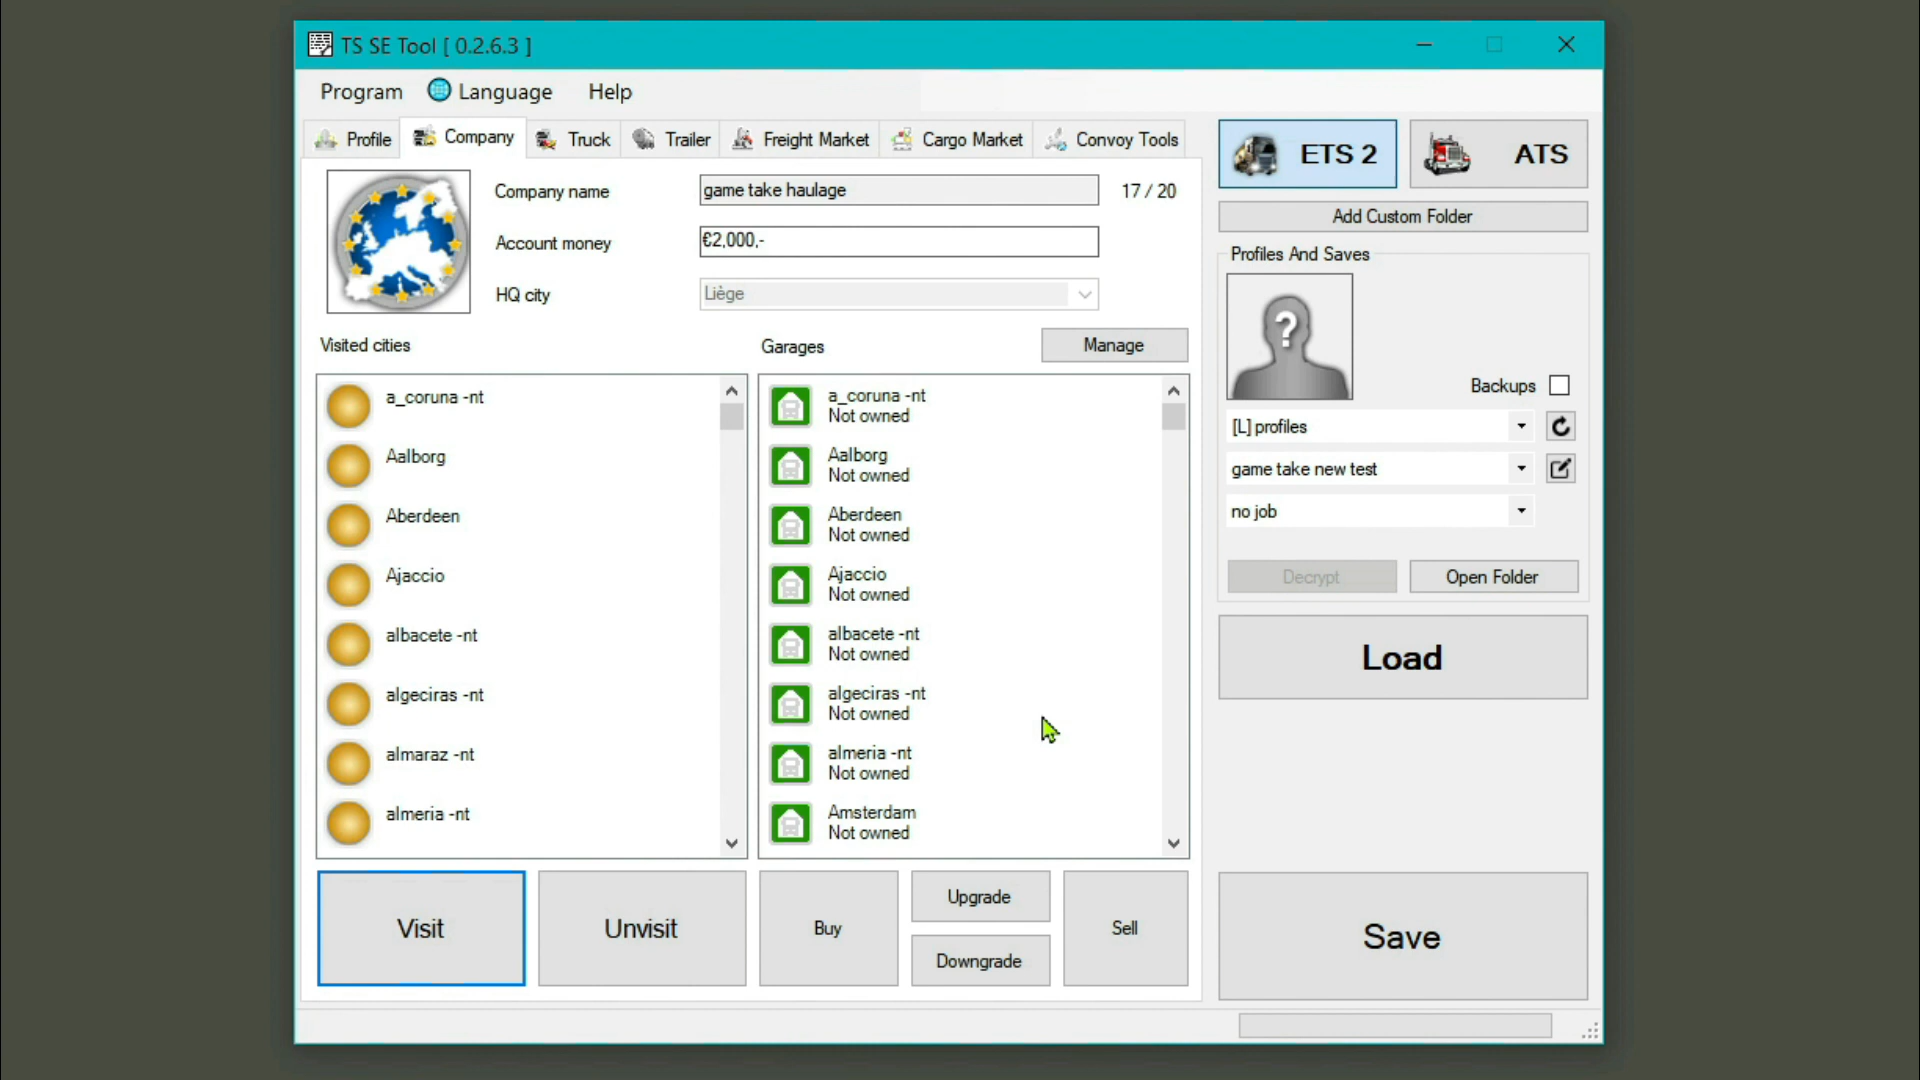 TS SE Tool [ 0.2.6.3 ]
Program Language Help
Profile Company Truck Trailer Freight Market Cargo Market Convoy Tools
ETS 2 ATS
Company name game take haulage 17 / 20
Add Custom Folder
Account money €2,000,-
Profiles And Saves
HQ city Liège
?
Visited cities Garages Manage
Backups
a_coruna -nt
Aalborg
Aberdeen
Ajaccio
albacete -nt
algeciras -nt
almaraz -nt
almeria -nt
a_coruna -nt
Not owned
Aalborg
Not owned
Aberdeen
Not owned
Ajaccio
Not owned
albacete -nt
Not owned
algeciras -nt
Not owned
almeria -nt
Not owned
Amsterdam
Not owned
[L] profiles
game take new test
no job
Decrypt Open Folder
Load
Visit Unvisit Buy Upgrade Downgrade Sell
Save